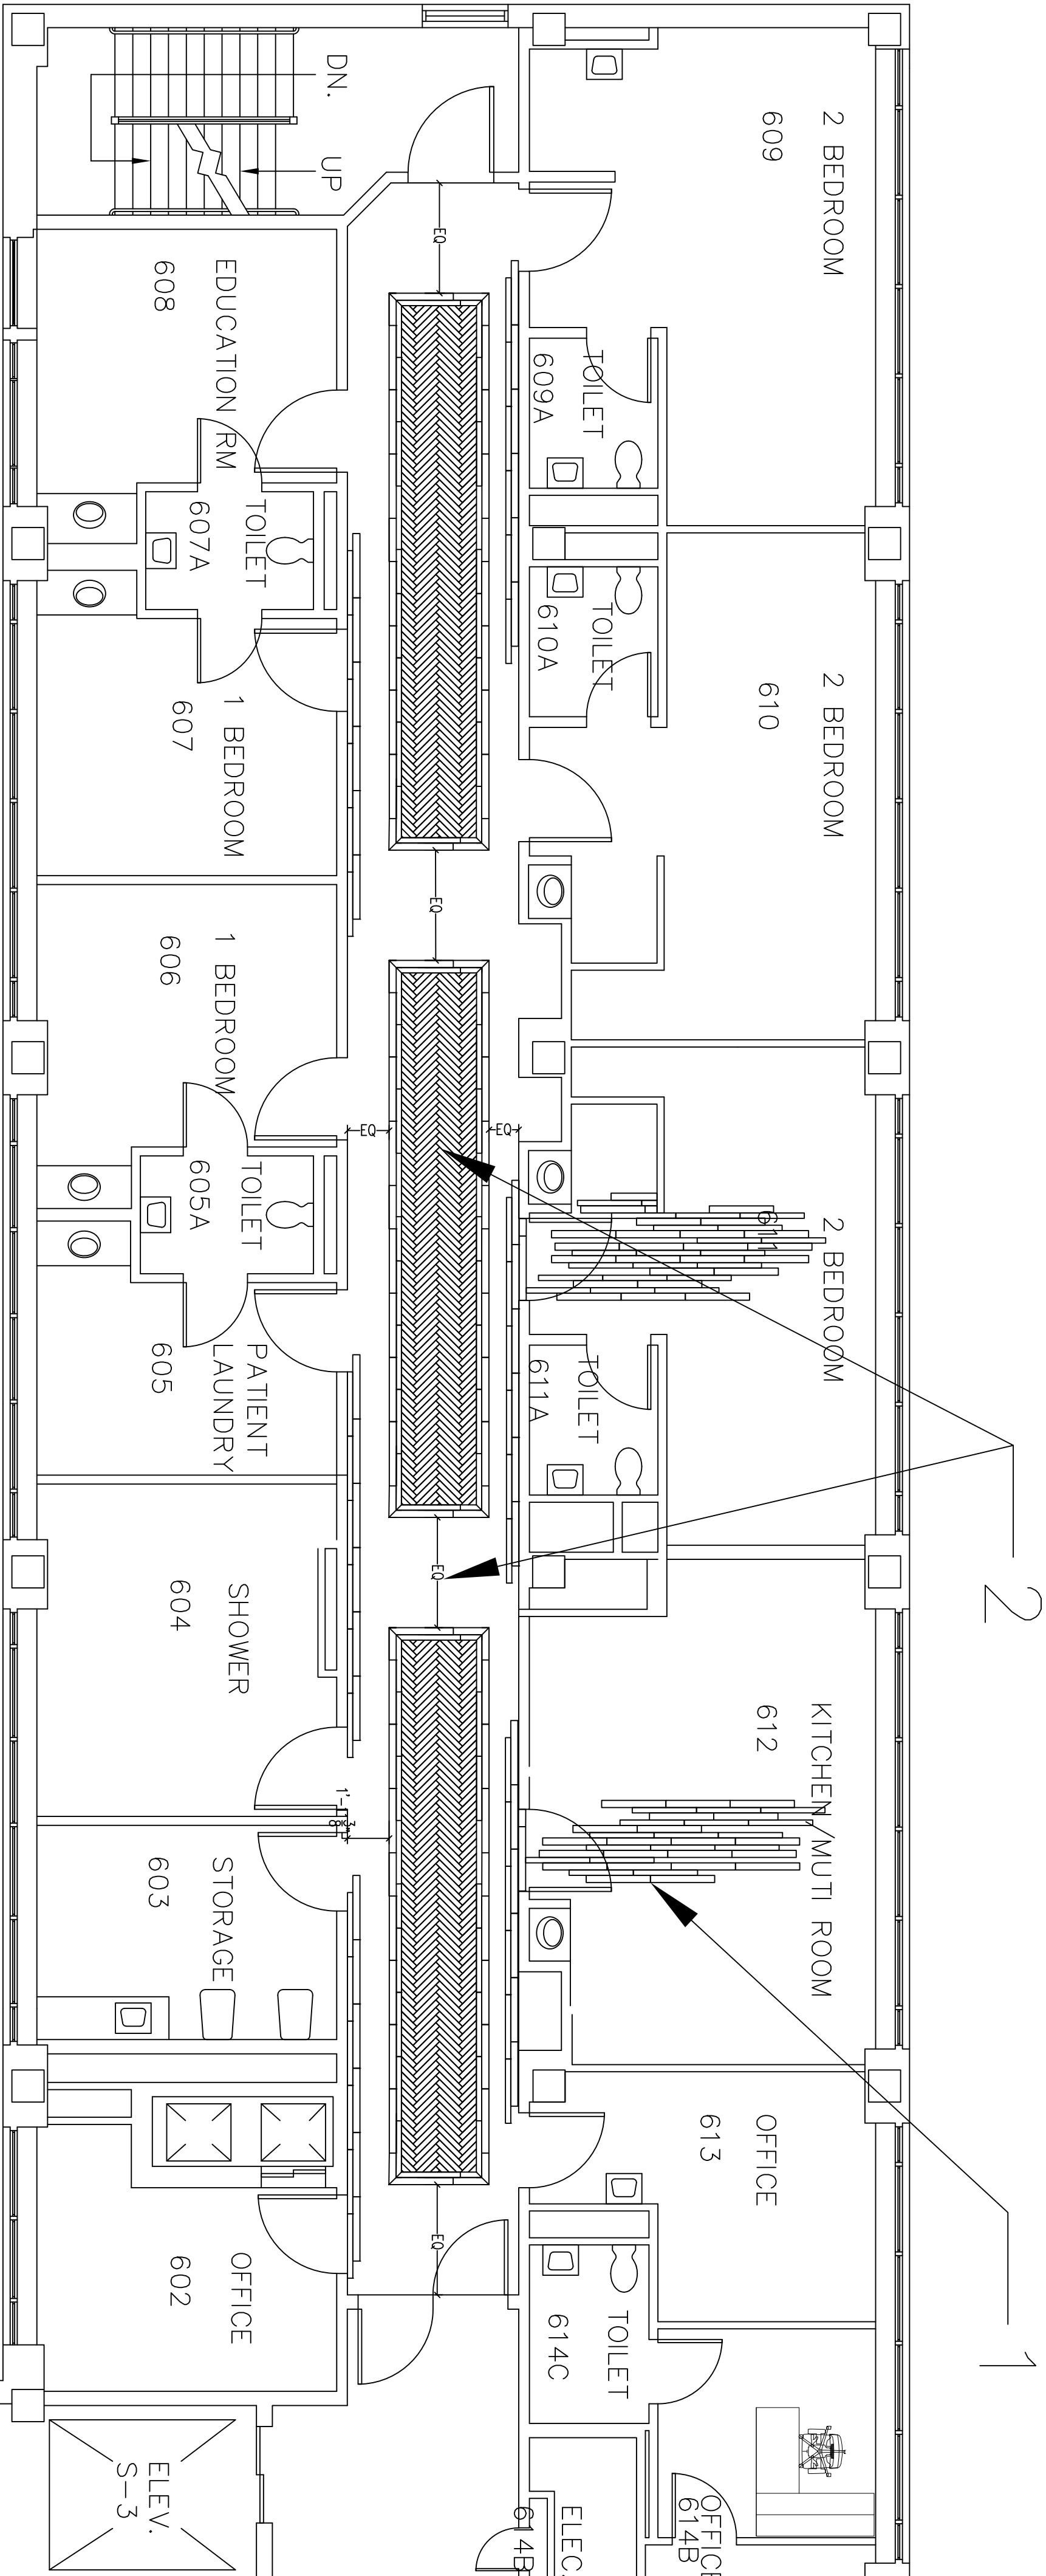 2 BEDROOM
609
TOILET
609A
2 BEDROOM
610
TOILET
610A
2 BEDROOM
611
TOILET
611A
KITCHEN/MUTI ROOM
612
OFFICE
613
TOILET
614C
OFFICE
614B
ELEC.
614B
DN.
UP
EQ
EQ
EQ
EQ
EQ
EQ
EDUCATION RM
608
TOILET
607A
1 BEDROOM
607
1 BEDROOM
606
TOILET
605A
PATIENT
LAUNDRY
605
SHOWER
604
STORAGE
603
OFFICE
602
ELEV.
S-3
2
1